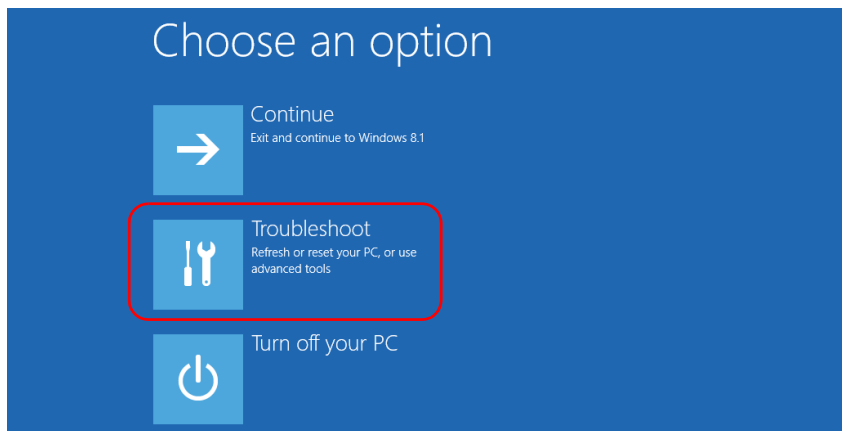 Choose an option
Continue
Exit and continue to Windows 8.1
Troubleshoot
Refresh or reset your PC, or use
advanced tools
Turn off your PC